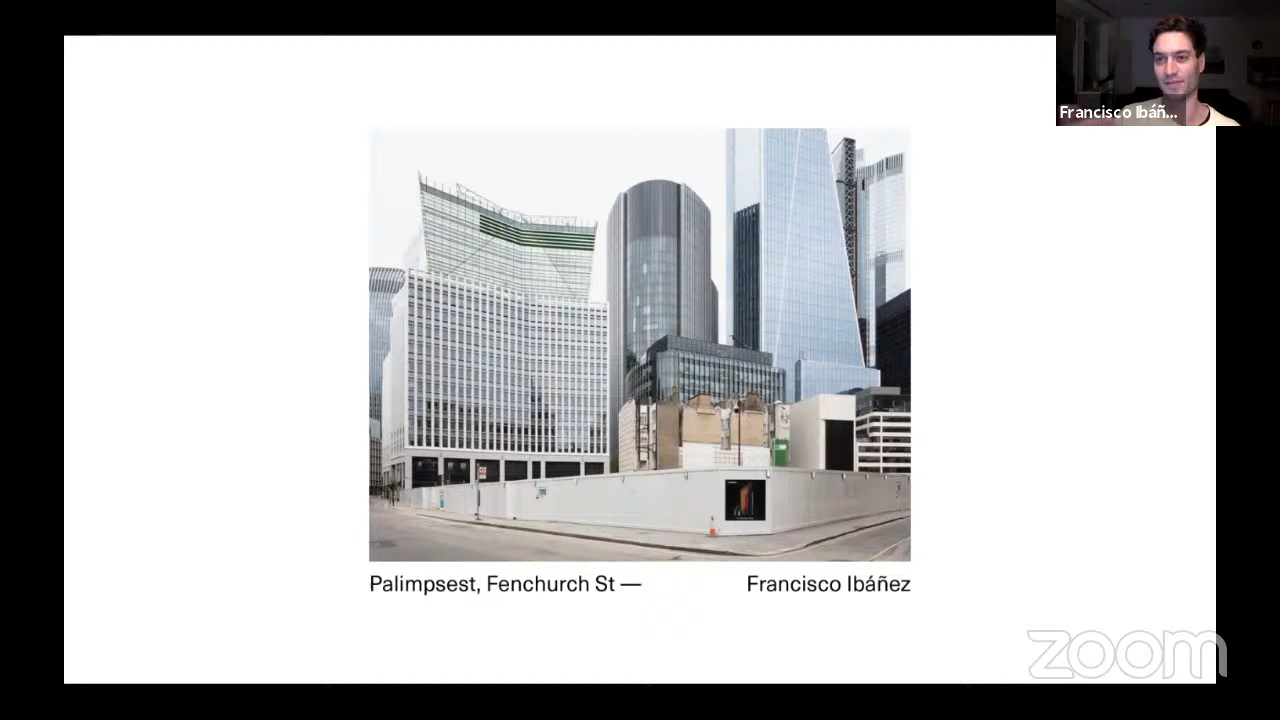 Francisco Ibáñ...
Palimpsest, Fenchurch St —
Francisco Ibáñez
zoom